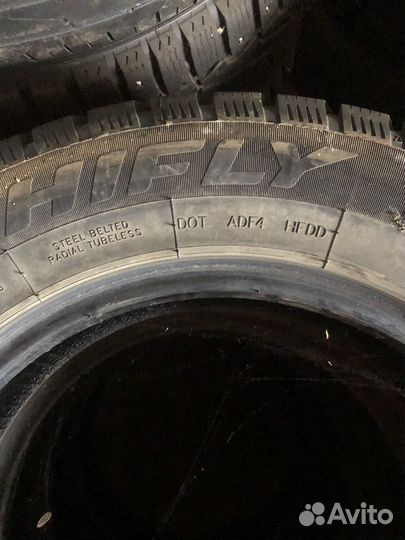 HIFLY
STEEL BELTED
RADIAL TUBELESS
DOT ADF4 HFDD
Avito